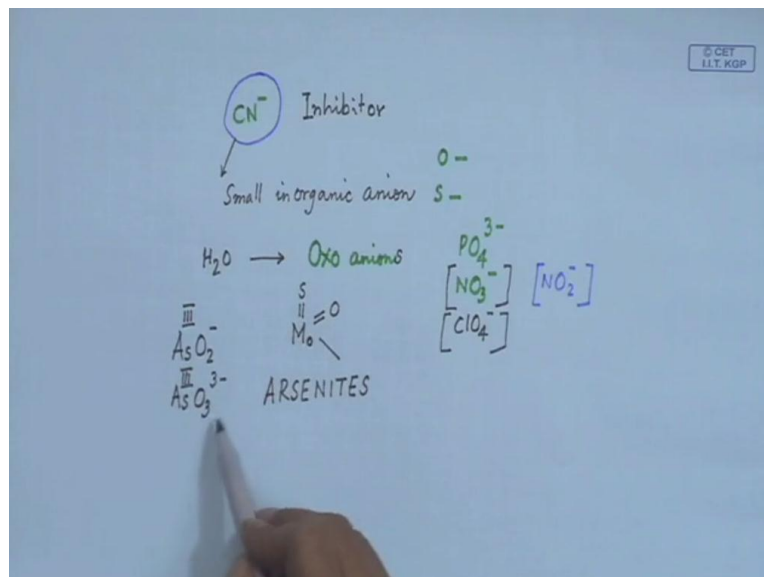 © CET
I.I.T. KGP
CN⁻ Inhibitor
O –
Small inorganic anion S –
H₂O → Oxo anions PO₄³⁻
[NO₃⁻] [NO₂⁻]
[ClO₄⁻]
S
Mo = O
III
AsO₂⁻
III
AsO₃³⁻ ARSENITES